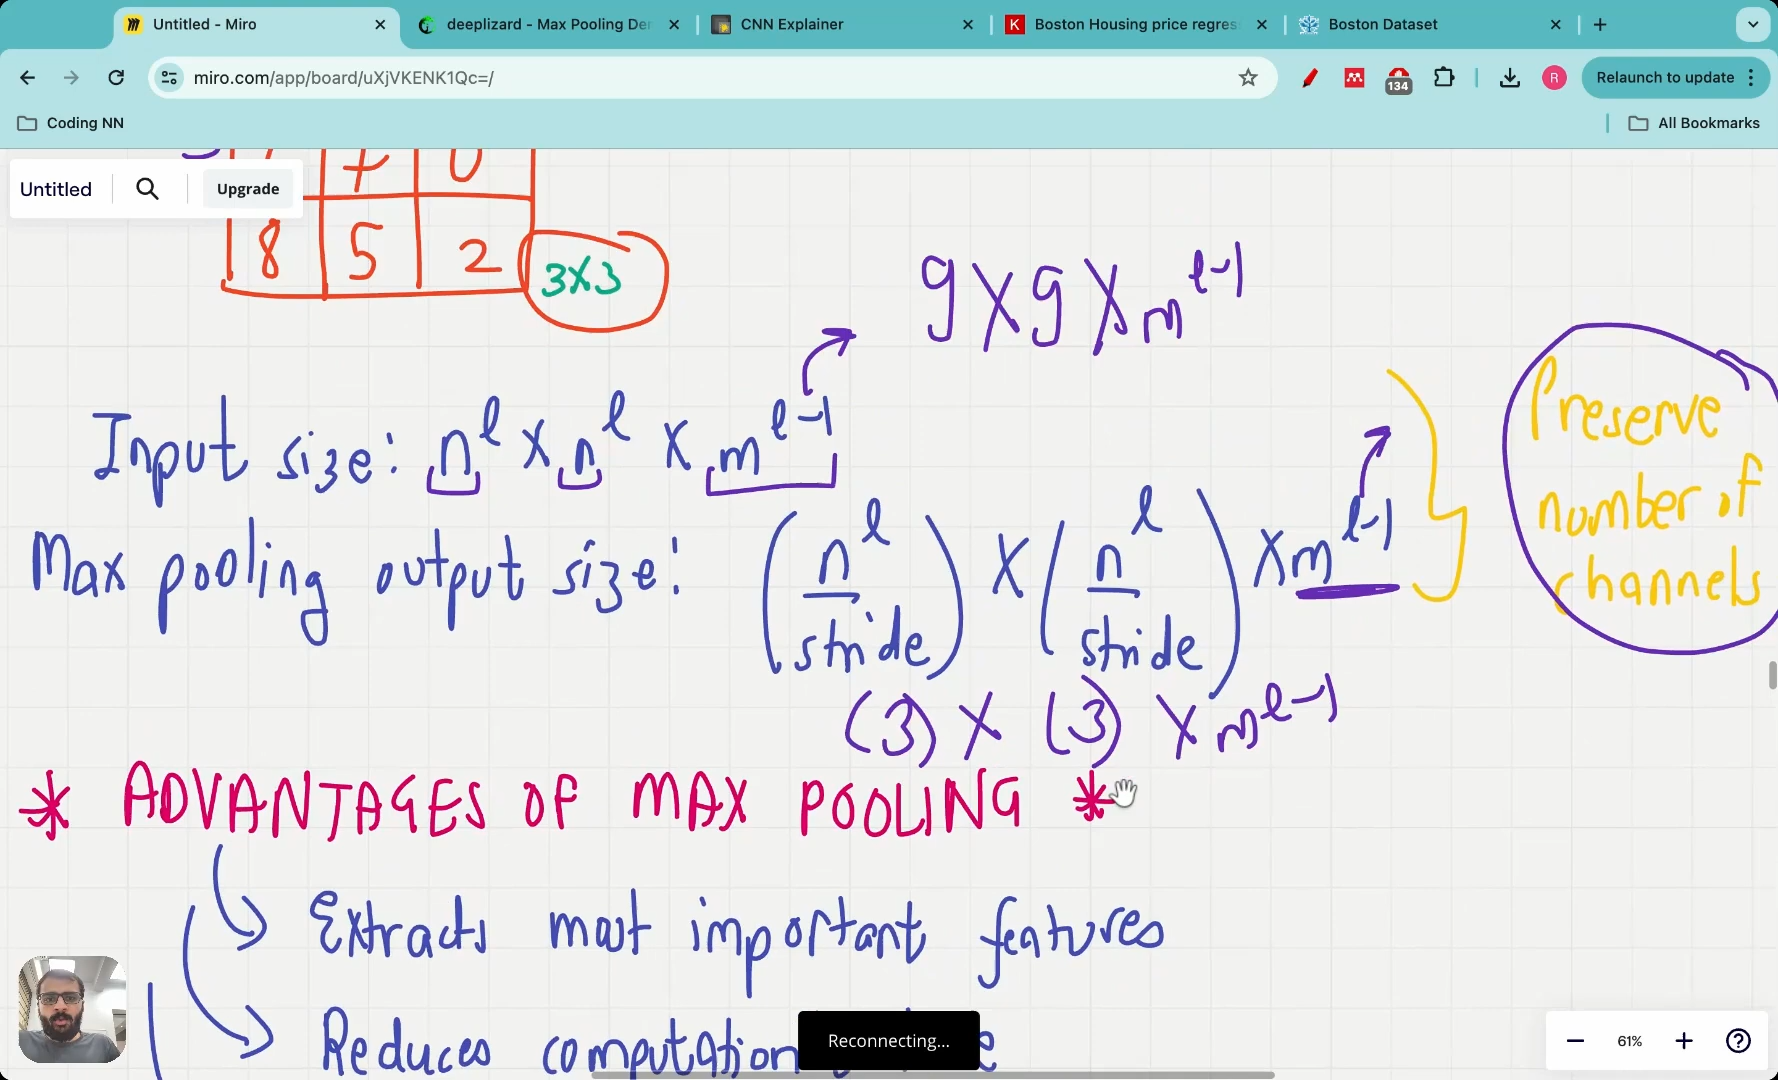 Untitled - Miro
deeplizard - Max Pooling De
CNN Explainer
K Boston Housing price regres
Boston Dataset
miro.com/app/board/uXjVKENK1Qc=/
134
R
Relaunch to update
Coding NN
All Bookmarks
Untitled
Upgrade
8 5 2
3X3
9 X 9 X m^{l-1}
Input size: n^l X n^l X m^{l-1}
Max pooling output size: (n^l / stride) X (n^l / stride) X m^{l-1}
Preserve
number of
channels
(3) X (3) X m^{l-1}
* ADVANTAGES OF MAX POOLING *
Extracts most important features
Reduces computation
Reconnecting...
61%